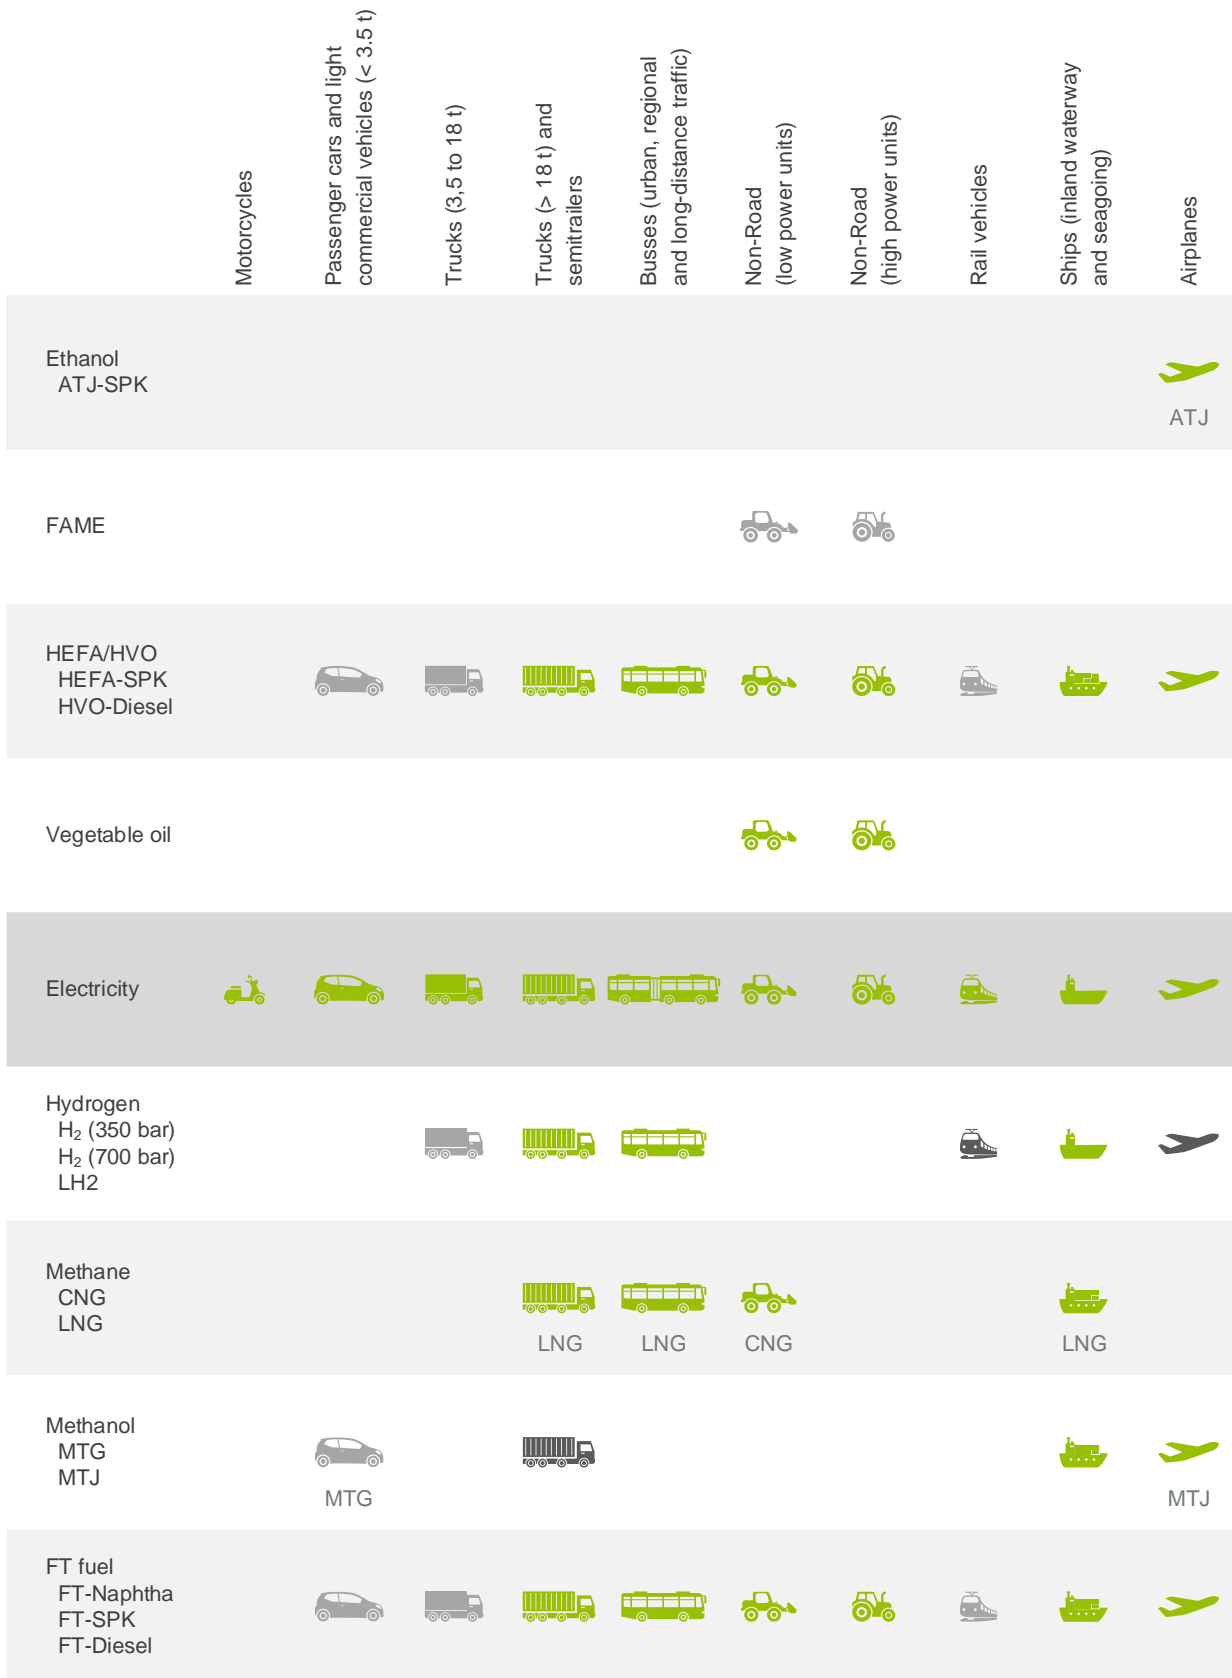 Motorcycles
Passenger cars and light
commercial vehicles (< 3.5 t)
Trucks (3,5 to 18 t)
Trucks (> 18 t) and
semitrailers
Busses (urban, regional
and long-distance traffic)
Non-Road
(low power units)
Non-Road
(high power units)
Rail vehicles
Ships (inland waterway
and seagoing)
Airplanes
Ethanol
ATJ-SPK
ATJ
FAME
HEFA/HVO
HEFA-SPK
HVO-Diesel
Vegetable oil
Electricity
Hydrogen
H₂ (350 bar)
H₂ (700 bar)
LH2
Methane
CNG
LNG
LNG LNG CNG LNG
Methanol
MTG
MTJ
MTG MTJ
FT fuel
FT-Naphtha
FT-SPK
FT-Diesel